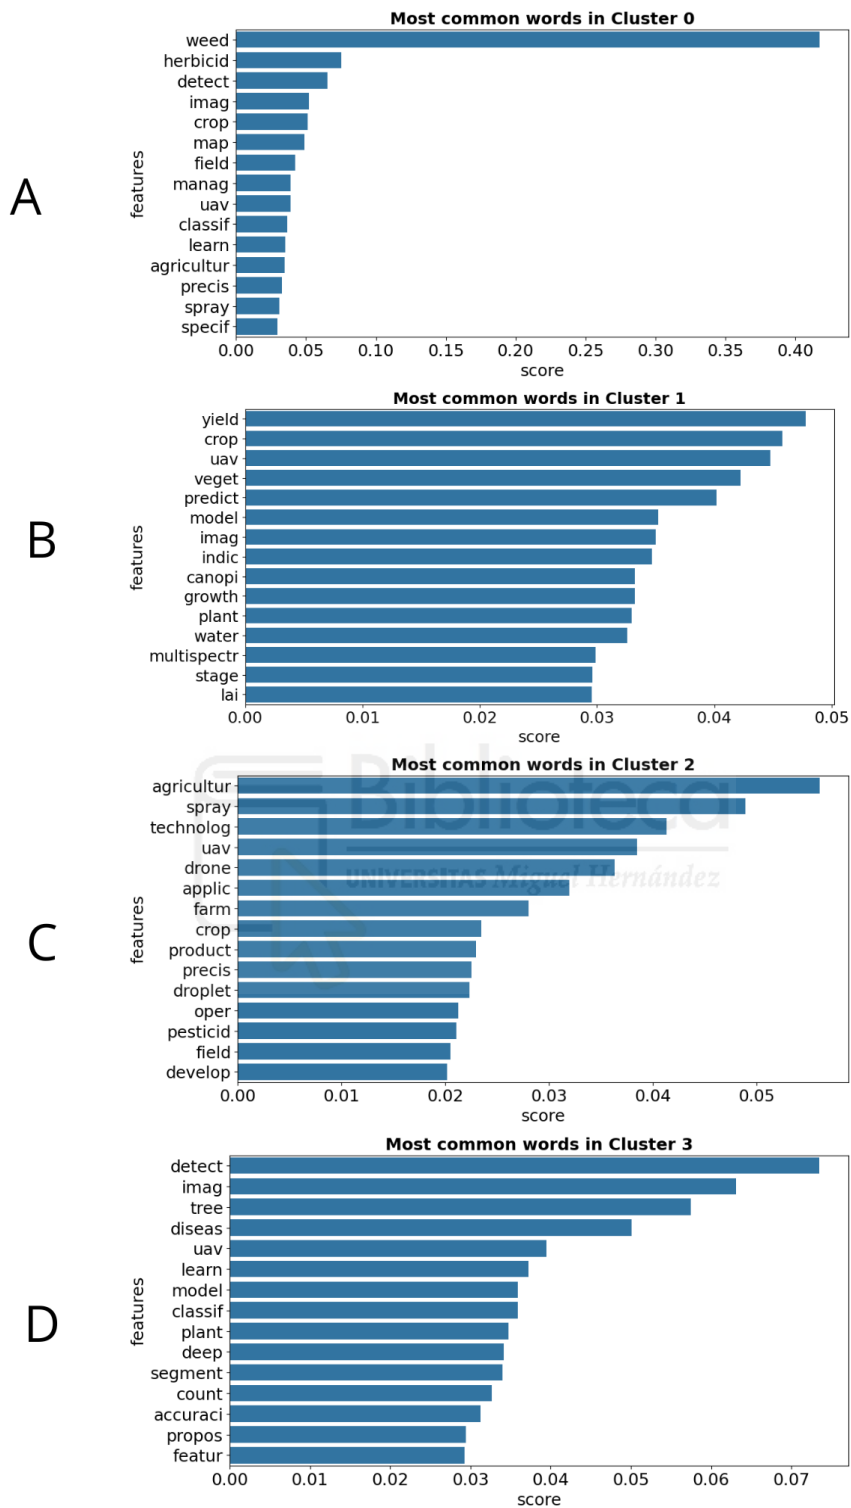 Most common words in Cluster 0
A
features
weed
herbicid
detect
imag
crop
map
field
manag
uav
classif
learn
agricultur
precis
spray
specif
0.00 0.05 0.10 0.15 0.20 0.25 0.30 0.35 0.40
score
Most common words in Cluster 1
B
features
yield
crop
uav
veget
predict
model
imag
indic
canopi
growth
plant
water
multispectr
stage
lai
0.00 0.01 0.02 0.03 0.04 0.05
score
Most common words in Cluster 2
C
features
agricultur
spray
technolog
uav
drone
applic
farm
crop
product
precis
droplet
oper
pesticid
field
develop
0.00 0.01 0.02 0.03 0.04 0.05
score
Biblioteca
UNIVERSITAS Miguel Hernández
Most common words in Cluster 3
D
features
detect
imag
tree
diseas
uav
learn
model
classif
plant
deep
segment
count
accuraci
propos
featur
0.00 0.01 0.02 0.03 0.04 0.05 0.06 0.07
score